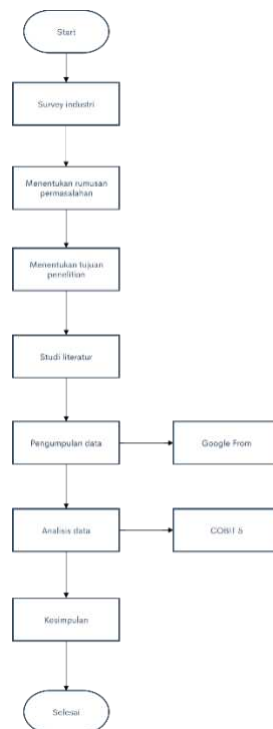 Start
Survey industri
Menentukan rumusan
permasalahan
Menentukan tujuan
penelitian
Studi literatur
Pengumpulan data
Google From
Analisis data
COBIT 5
Kesimpulan
Selesai